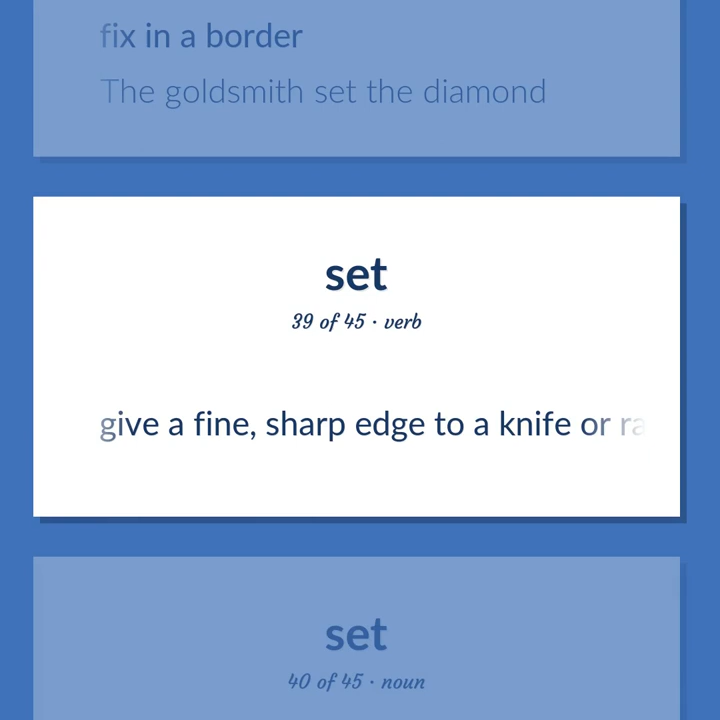 fix in a border
The goldsmith set the diamond
set
39 of 45 · verb
give a fine, sharp edge to a knife or
set
40 of 45 · noun